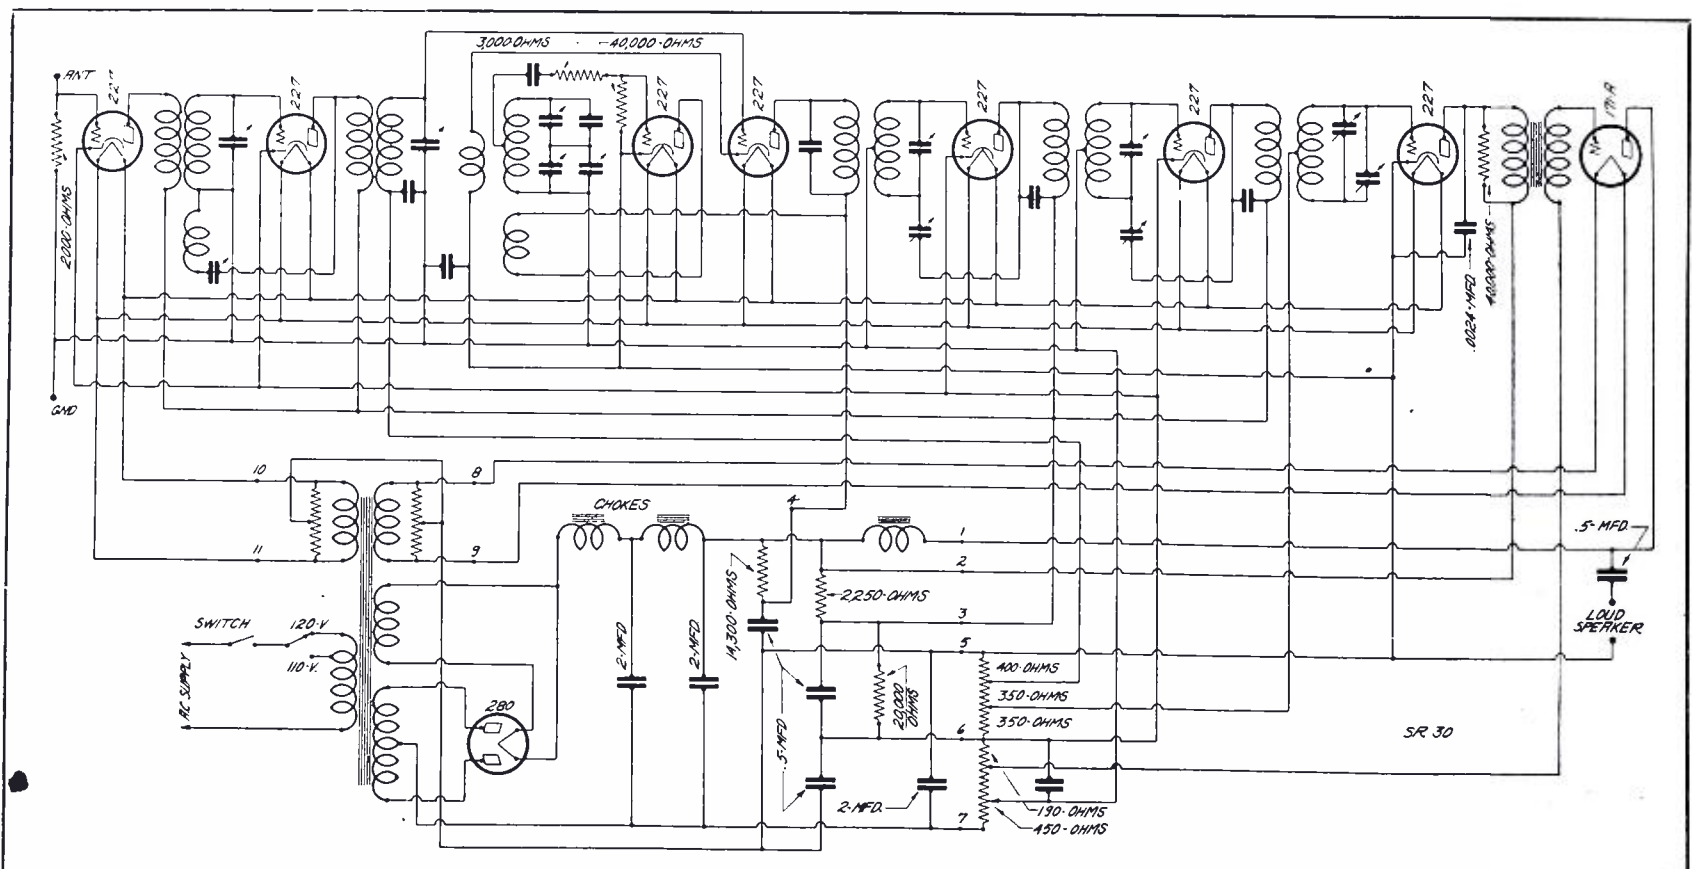 3,000-OHMS - 40,000-OHMS
ANT
227
227
227
227
227
227
227
171A
2000-OHMS
.0024-MFD.
40,000-OHMS
GND
10
8
11
9
CHOKES
4
1
2
3
5
6
7
.5-MFD.
LOUD
SPEAKER
14,300-OHMS
2,250-OHMS
SWITCH
120-V
110-V.
AC SUPPLY
2-MFD
2-MFD.
400-OHMS
350-OHMS
350-OHMS
20,000
OHMS
280
.5-MFD
2-MFD.
190-OHMS
450-OHMS
SR 30